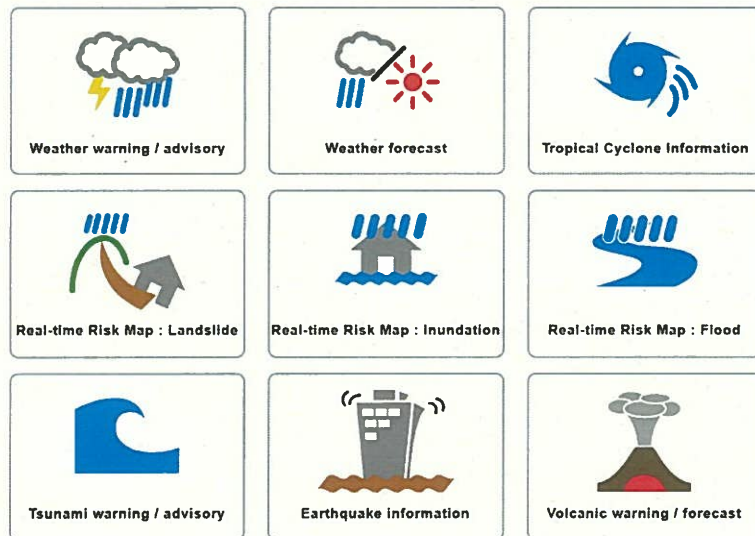 Weather warning / advisory
Weather forecast
Tropical Cyclone Information
Real-time Risk Map : Landslide
Real-time Risk Map : Inundation
Real-time Risk Map : Flood
Tsunami warning / advisory
Earthquake information
Volcanic warning / forecast